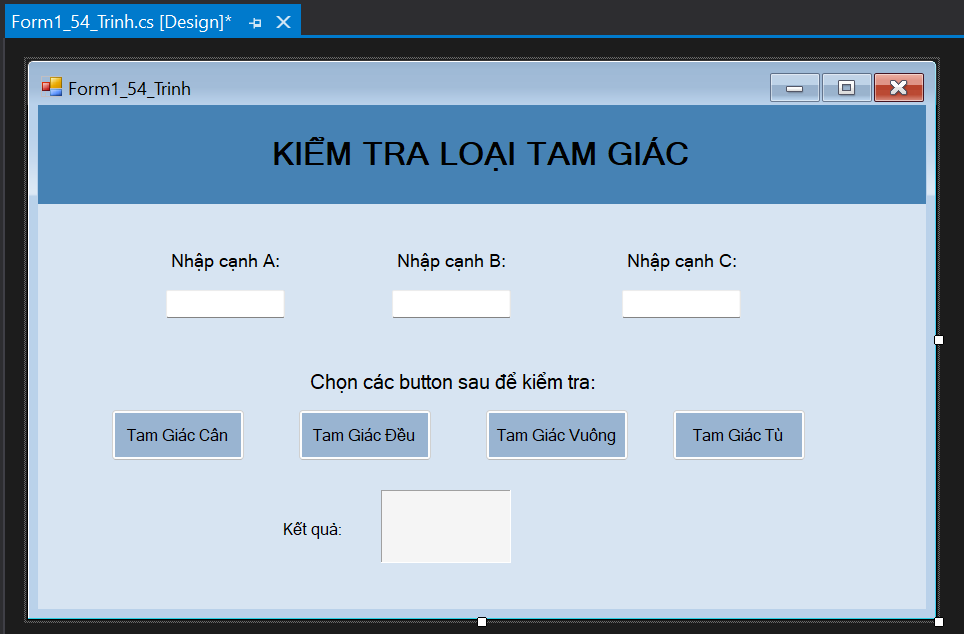 Form1_54_Trinh.cs [Design]*
Form1_54_Trinh
KIỂM TRA LOẠI TAM GIÁC
Nhập cạnh A: Nhập cạnh B: Nhập cạnh C:
Chọn các button sau để kiểm tra:
Tam Giác Cân Tam Giác Đều Tam Giác Vuông Tam Giác Tù
Kết quả: